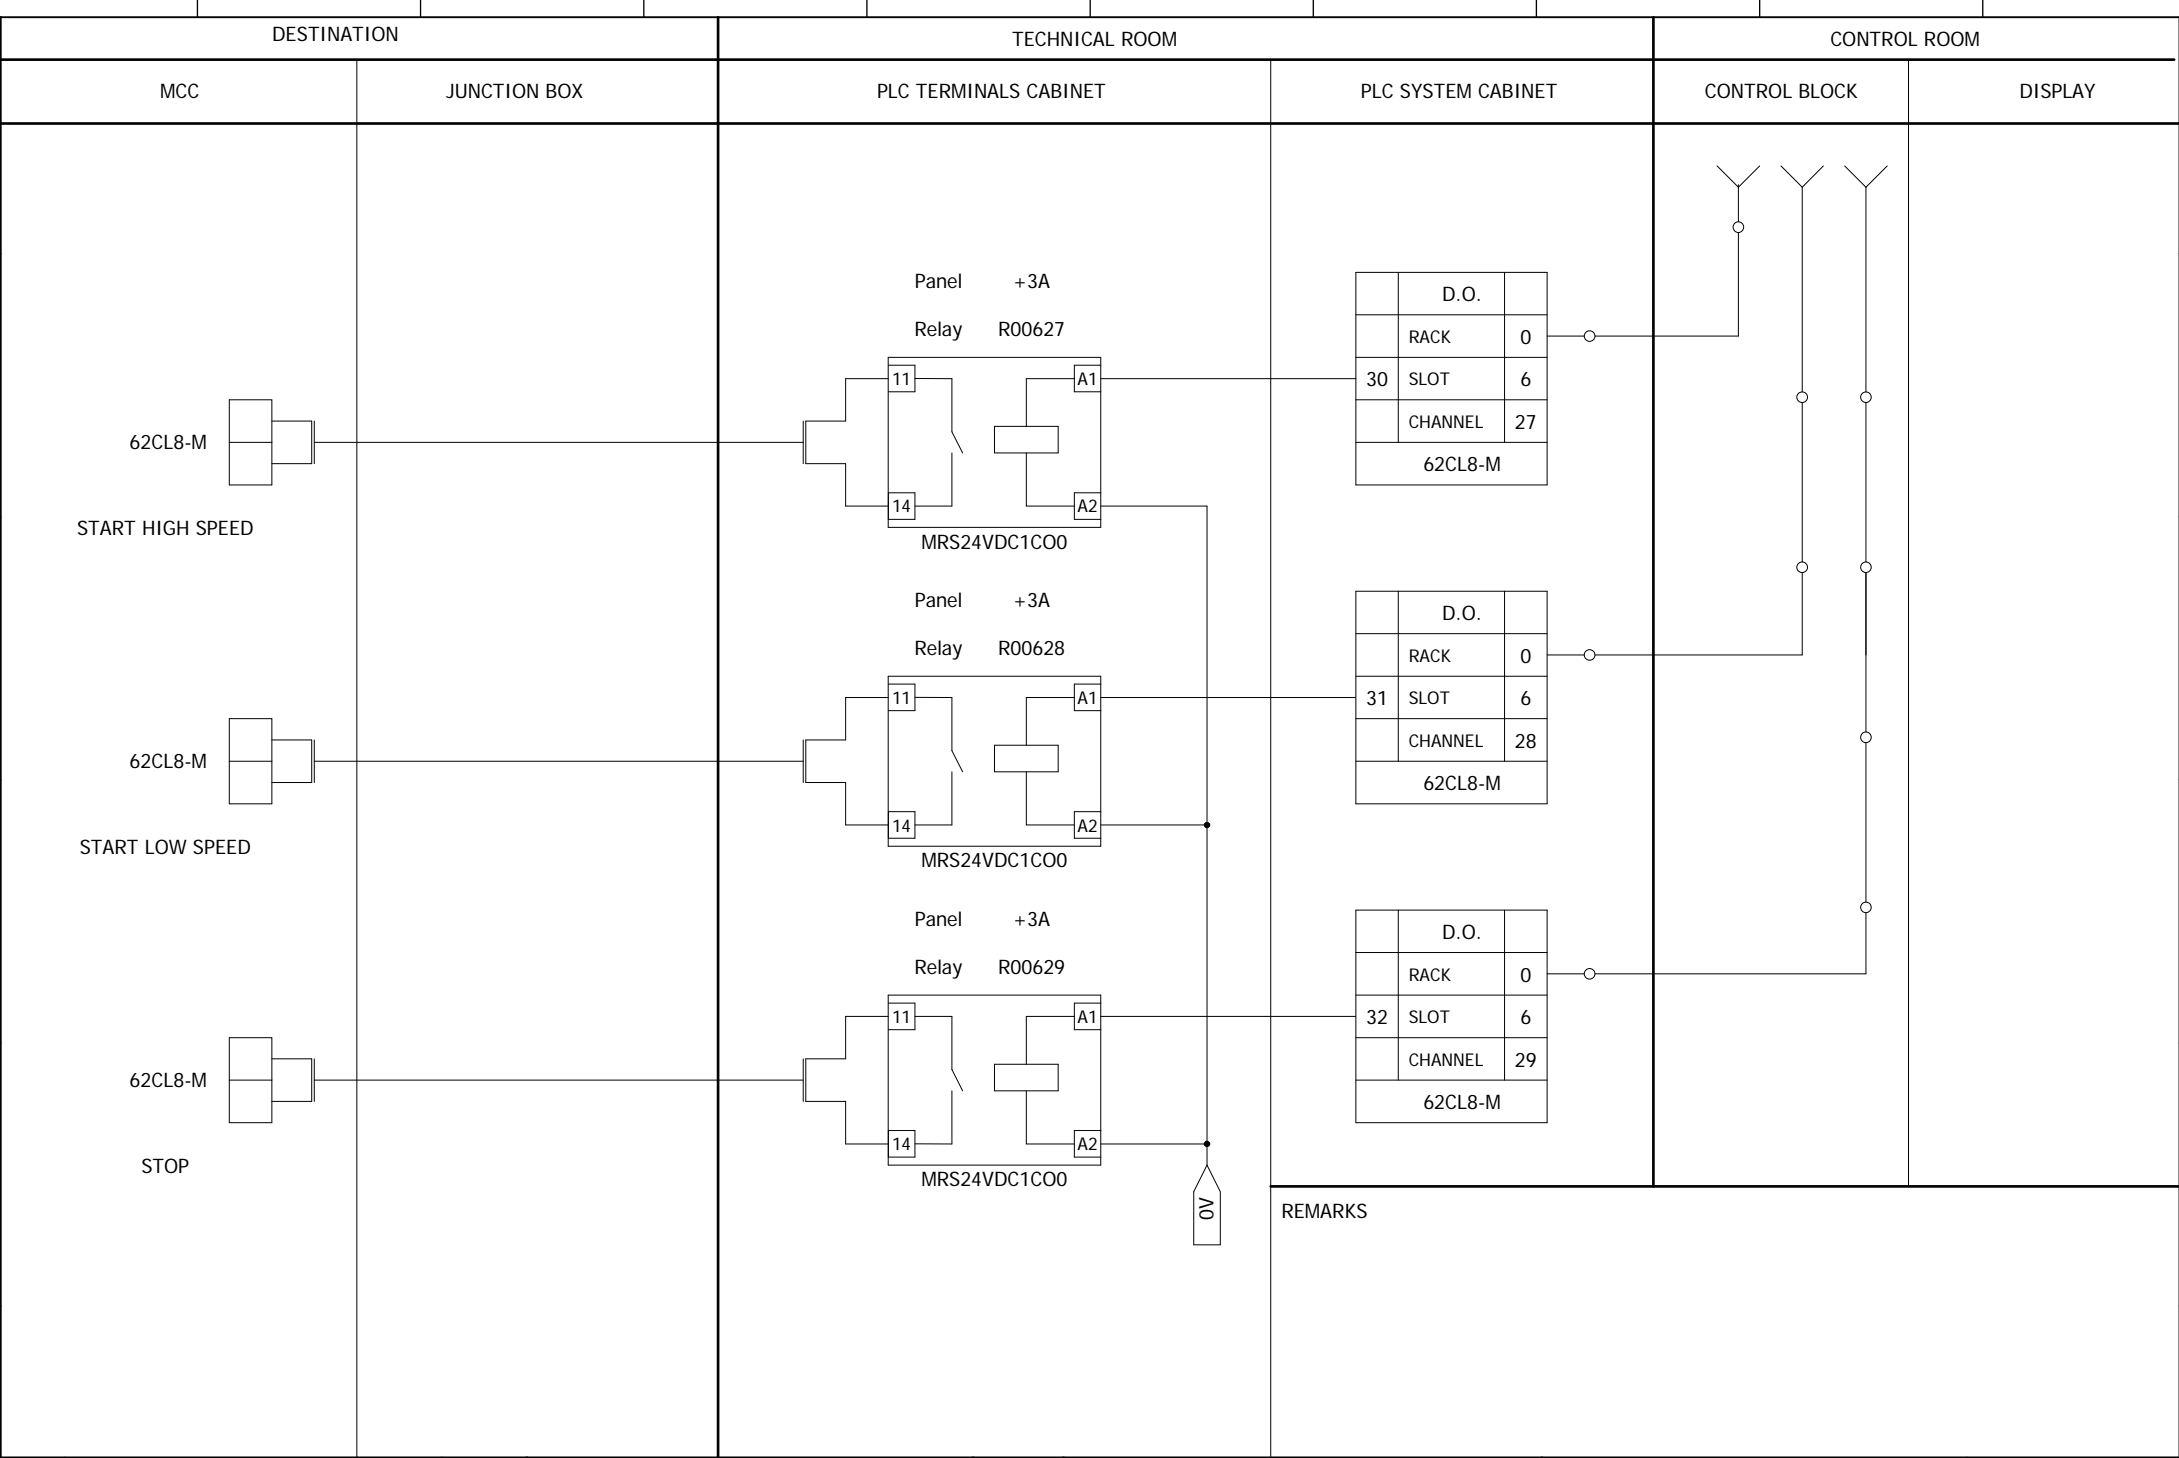 DESTINATION TECHNICAL ROOM CONTROL ROOM
MCC JUNCTION BOX PLC TERMINALS CABINET PLC SYSTEM CABINET CONTROL BLOCK DISPLAY
Panel +3A
Relay R00627
11 A1
14 A2
MRS24VDC1CO0
62CL8-M
START HIGH SPEED
D.O.
RACK 0
30 SLOT 6
CHANNEL 27
62CL8-M
Panel +3A
Relay R00628
11 A1
14 A2
MRS24VDC1CO0
62CL8-M
START LOW SPEED
D.O.
RACK 0
31 SLOT 6
CHANNEL 28
62CL8-M
Panel +3A
Relay R00629
11 A1
14 A2
MRS24VDC1CO0
62CL8-M
STOP
D.O.
RACK 0
32 SLOT 6
CHANNEL 29
62CL8-M
0V
REMARKS